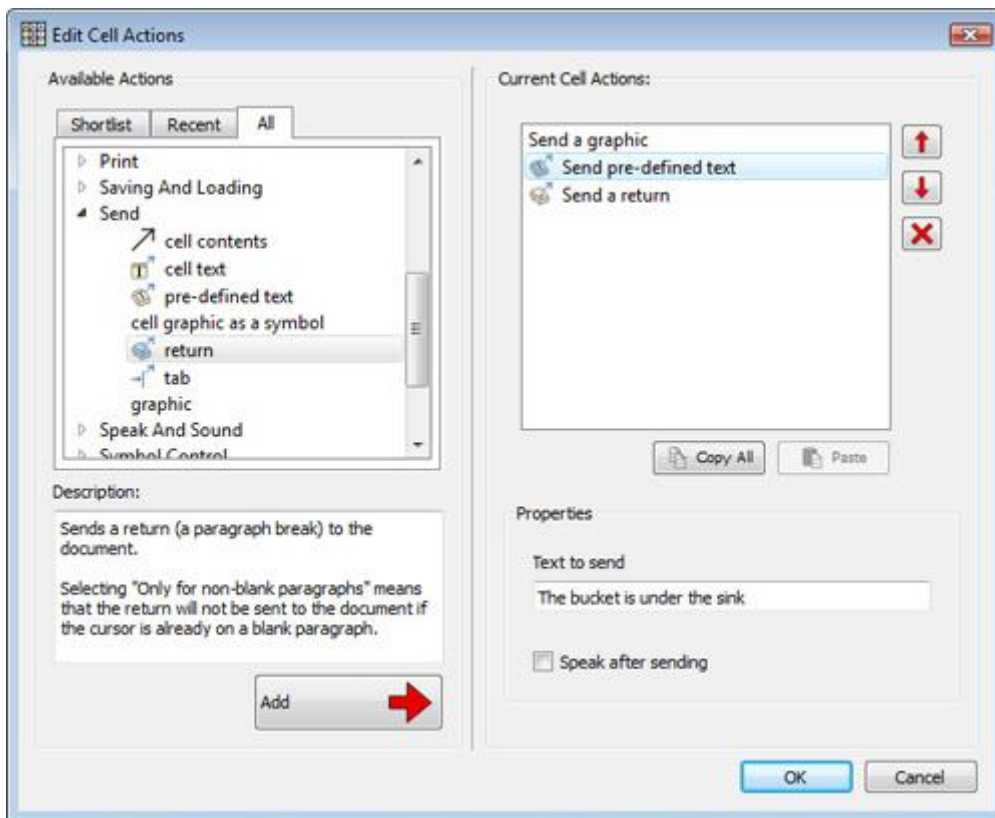 Edit Cell Actions
Available Actions
Shortlist
Recent
All
Print
Saving And Loading
Send
cell contents
cell text
pre-defined text
cell graphic as a symbol
return
tab
graphic
Speak And Sound
Symbol Control
Description:
Sends a return (a paragraph break) to the
document.
Selecting "Only for non-blank paragraphs" means
that the return will not be sent to the document if
the cursor is already on a blank paragraph.
Add
Current Cell Actions:
Send a graphic
Send pre-defined text
Send a return
Copy All
Paste
Properties
Text to send
The bucket is under the sink
Speak after sending
OK
Cancel